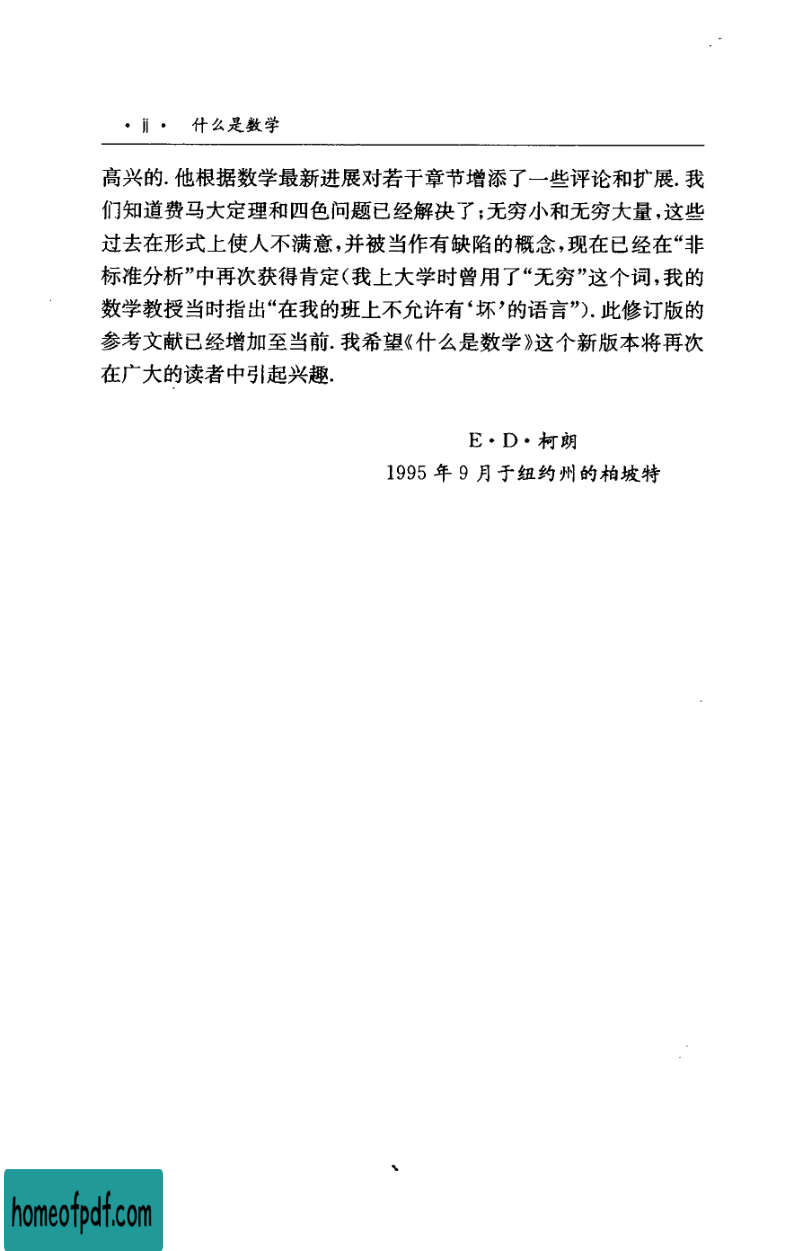 · ii · 什么是数学
高兴的. 他根据数学最新进展对若干章节增添了一些评论和扩展. 我
们知道费马大定理和四色问题已经解决了;无穷小和无穷大量,这些
过去在形式上使人不满意,并被当作有缺陷的概念,现在已经在“非
标准分析”中再次获得肯定(我上大学时曾用了“无穷”这个词,我的
数学教授当时指出“在我的班上不允许有‘坏’的语言”). 此修订版的
参考文献已经增加至当前. 我希望《什么是数学》这个新版本将再次
在广大的读者中引起兴趣.
E·D·柯朗
1995 年 9 月于纽约州的柏坡特
homeofpdf.com